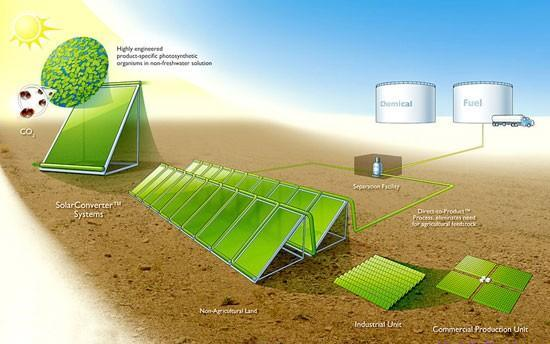 Highly engineered
product-specific photosynthetic
organisms in non-freshwater solution
CO2
Chemical
Fuel
Separation Facility
SolarConverter™
Systems
Direct-to-Product™
Process, eliminates need
for agricultural feedstock
Non-Agricultural Land
Industrial Unit
Commercial Production Unit